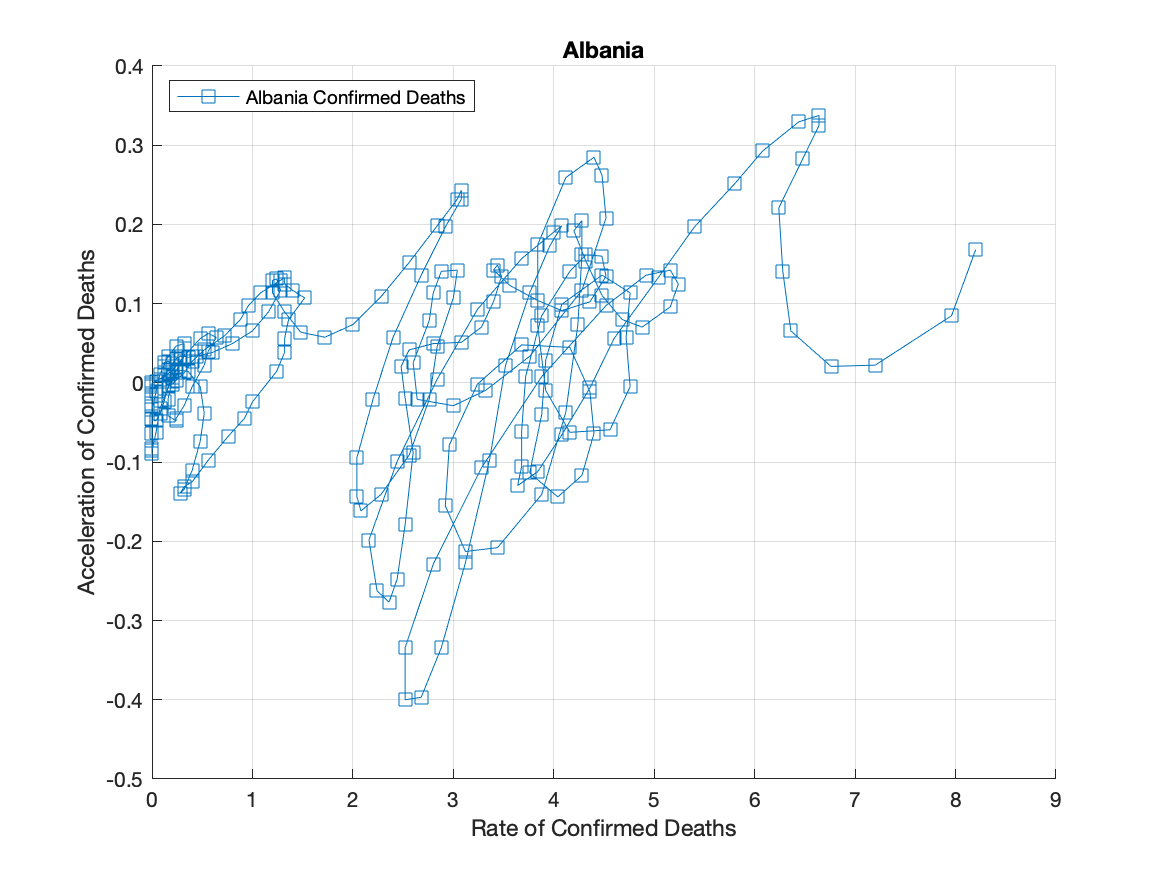 Albania
0.4
Albania Confirmed Deaths
0.3
0.2
0.1
0
-0.1
-0.2
-0.3
-0.4
-0.5
Acceleration of Confirmed Deaths
0 1 2 3 4 5 6 7 8 9
Rate of Confirmed Deaths